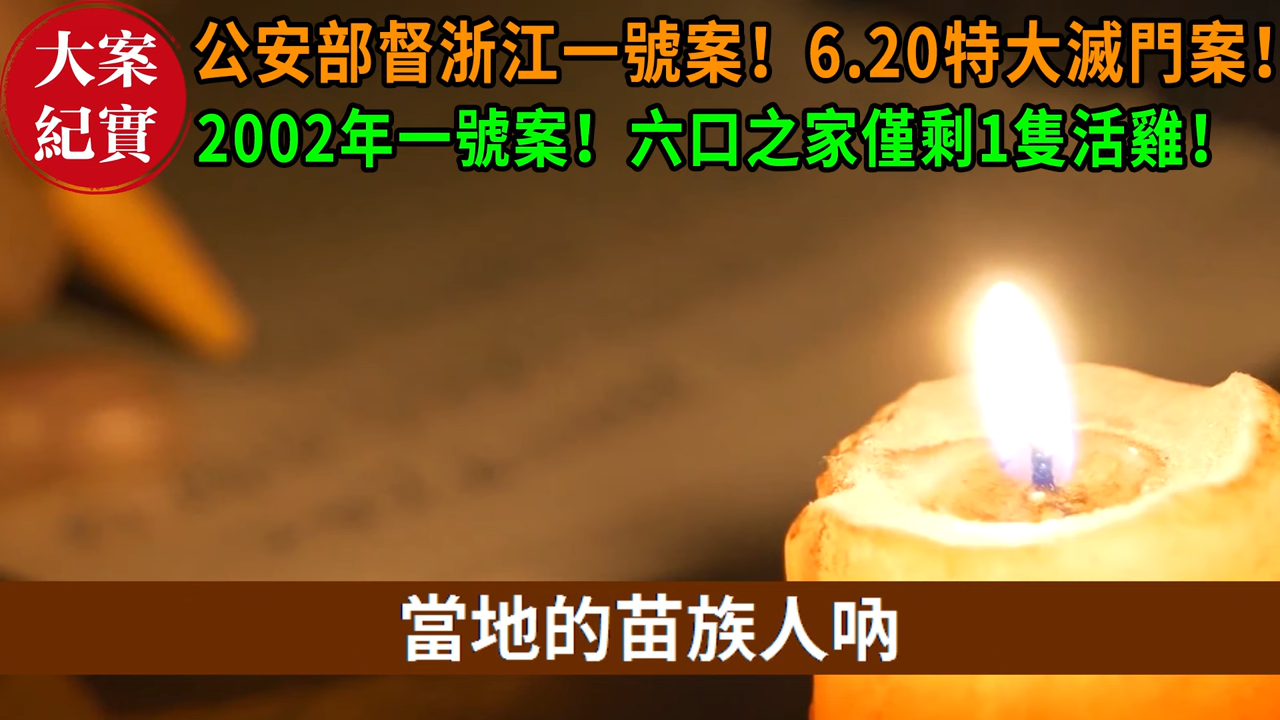 大案
紀實
公安部督浙江一號案！6.20特大滅門案！
2002年一號案！六口之家僅剩1隻活雞！
當地的苗族人吶